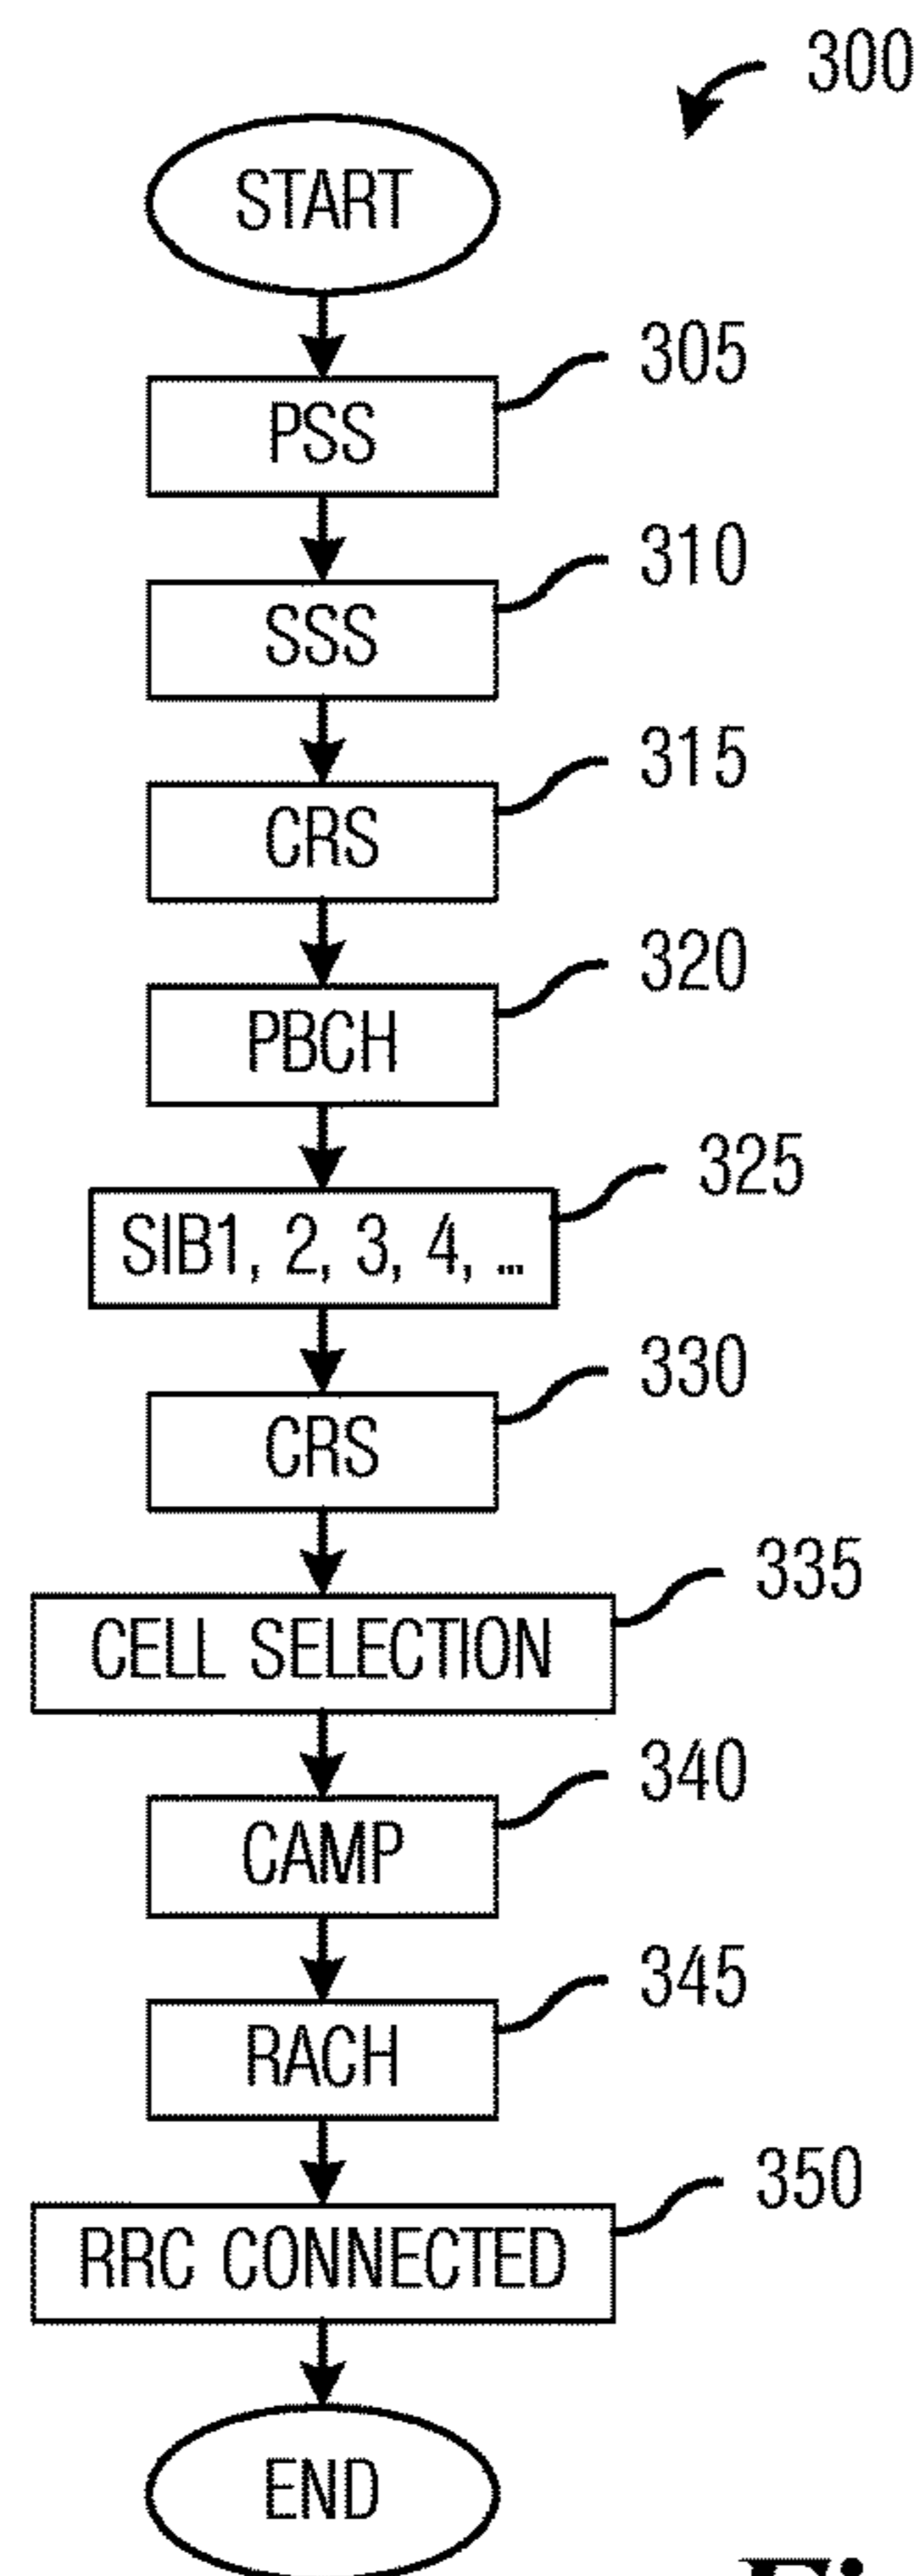 300
START
305
PSS
310
SSS
315
CRS
320
PBCH
325
SIB1, 2, 3, 4, ...
330
CRS
335
CELL SELECTION
340
CAMP
345
RACH
350
RRC CONNECTED
END